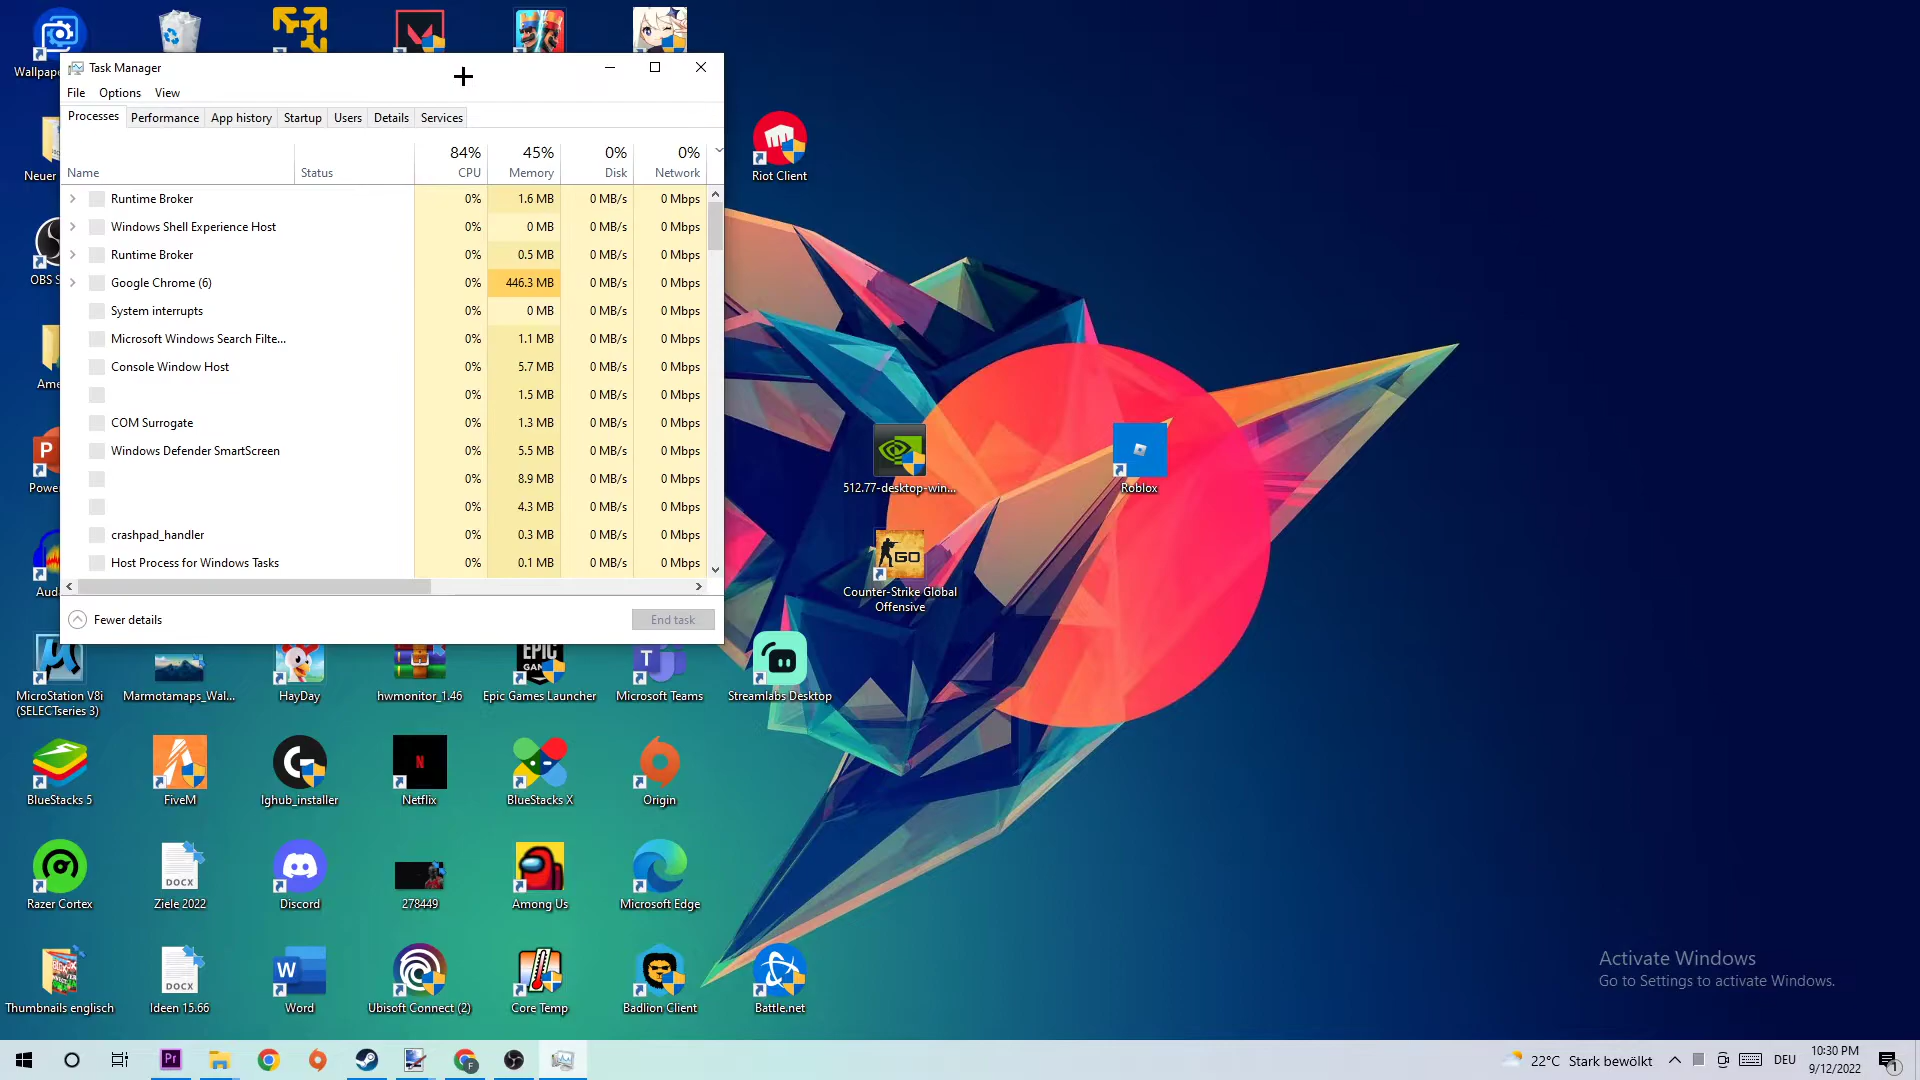 Task Manager
File Options View
Processes Performance App history Startup Users Details Services
84% 45% 0% 0%
Name Status CPU Memory Disk Network
Runtime Broker 0% 1.6 MB 0 MB/s 0 Mbps
Windows Shell Experience Host 0% 0 MB 0 MB/s 0 Mbps
Runtime Broker 0% 0.5 MB 0 MB/s 0 Mbps
Google Chrome (6) 0% 446.3 MB 0 MB/s 0 Mbps
System interrupts 0% 0 MB 0 MB/s 0 Mbps
Microsoft Windows Search Filte... 0% 1.1 MB 0 MB/s 0 Mbps
Console Window Host 0% 5.7 MB 0 MB/s 0 Mbps
0% 1.5 MB 0 MB/s 0 Mbps
COM Surrogate 0% 1.3 MB 0 MB/s 0 Mbps
Windows Defender SmartScreen 0% 5.5 MB 0 MB/s 0 Mbps
0% 8.9 MB 0 MB/s 0 Mbps
0% 4.3 MB 0 MB/s 0 Mbps
crashpad_handler 0% 0.3 MB 0 MB/s 0 Mbps
Host Process for Windows Tasks 0% 0.1 MB 0 MB/s 0 Mbps
Fewer details End task
Wallpape
Neuer
OBS S
Ame
Power
Aud
Riot Client
512.77-desktop-win...
Roblox
GO
Counter-Strike Global
Offensive
MicroStation V8i
(SELECTseries 3)
Marmotamaps_Wal...
HayDay
hwmonitor_1.46
EPIC
GAM
Epic Games Launcher
Microsoft Teams
Streamlabs Desktop
BlueStacks 5
FiveM
lghub_installer
Netflix
BlueStacks X
Origin
Razer Cortex
DOCX
Ziele 2022
Discord
278449
Among Us
Microsoft Edge
Thumbnails englisch
DOCX
Ideen 15.66
Word
Ubisoft Connect (2)
Core Temp
Badlion Client
Battle.net
Activate Windows
Go to Settings to activate Windows.
Pr
22°C Stark bewölkt
DEU
10:30 PM
9/12/2022
1